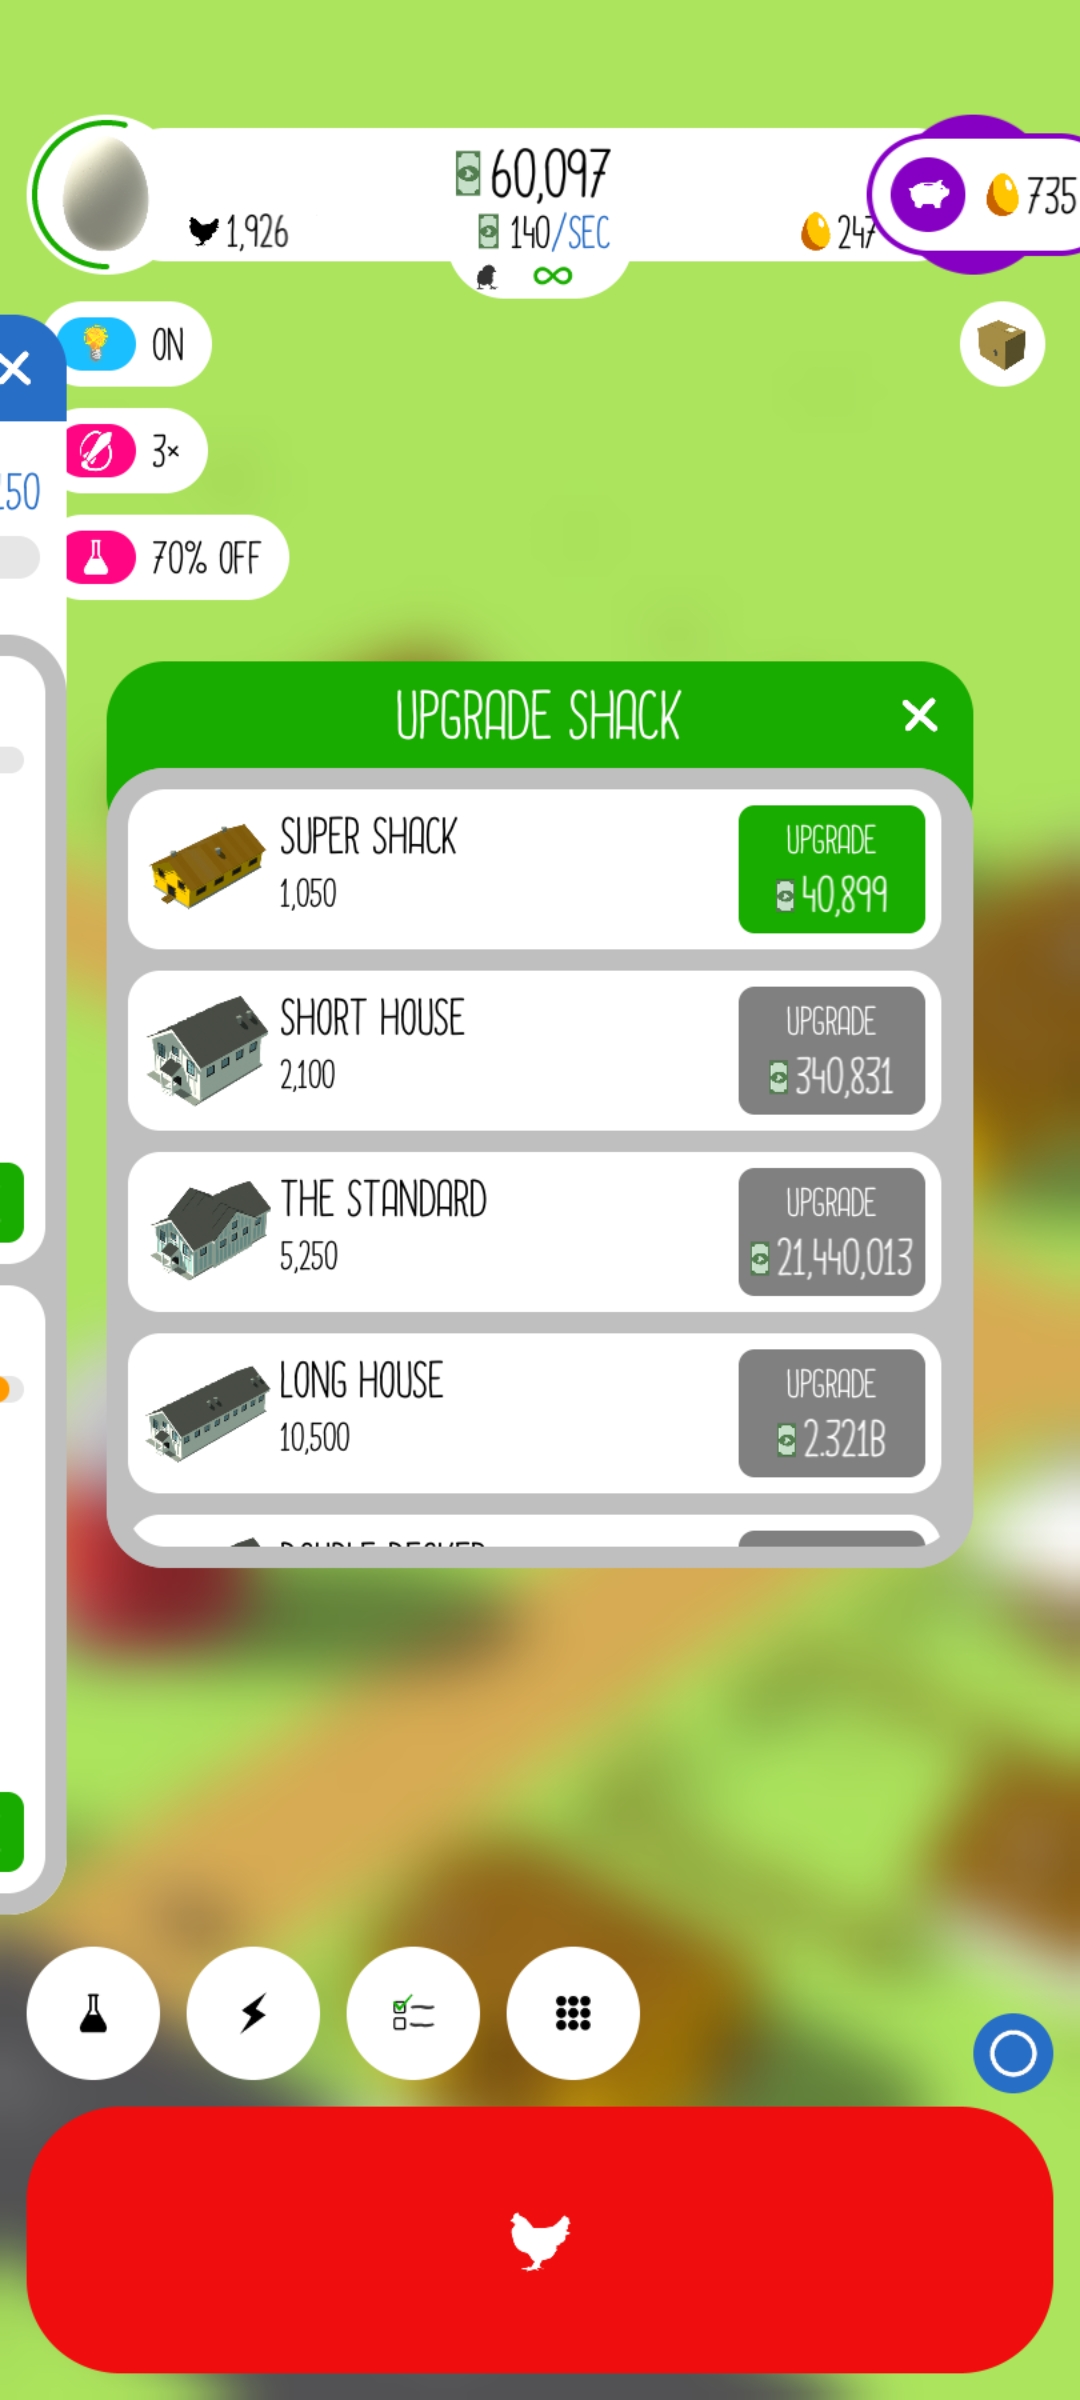 60,097
1,926
140/SEC
247
735
ON
3×
70% OFF
50
UPGRADE SHACK
SUPER SHACK
1,050
UPGRADE
40,899
SHORT HOUSE
2,100
UPGRADE
340,831
THE STANDARD
5,250
UPGRADE
21,440,013
LONG HOUSE
10,500
UPGRADE
2.321B